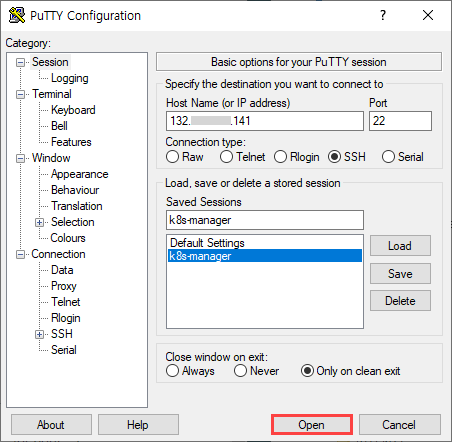 PuTTY Configuration
Category:
Session
Logging
Terminal
Keyboard
Bell
Features
Window
Appearance
Behaviour
Translation
Selection
Colours
Connection
Data
Proxy
Telnet
Rlogin
SSH
Serial
Basic options for your PuTTY session
Specify the destination you want to connect to
Host Name (or IP address) Port
132. .141 22
Connection type:
Raw Telnet Rlogin SSH Serial
Load, save or delete a stored session
Saved Sessions
k8s-manager
Default Settings Load
k8s-manager
Save
Delete
Close window on exit:
Always Never Only on clean exit
About Help Open Cancel